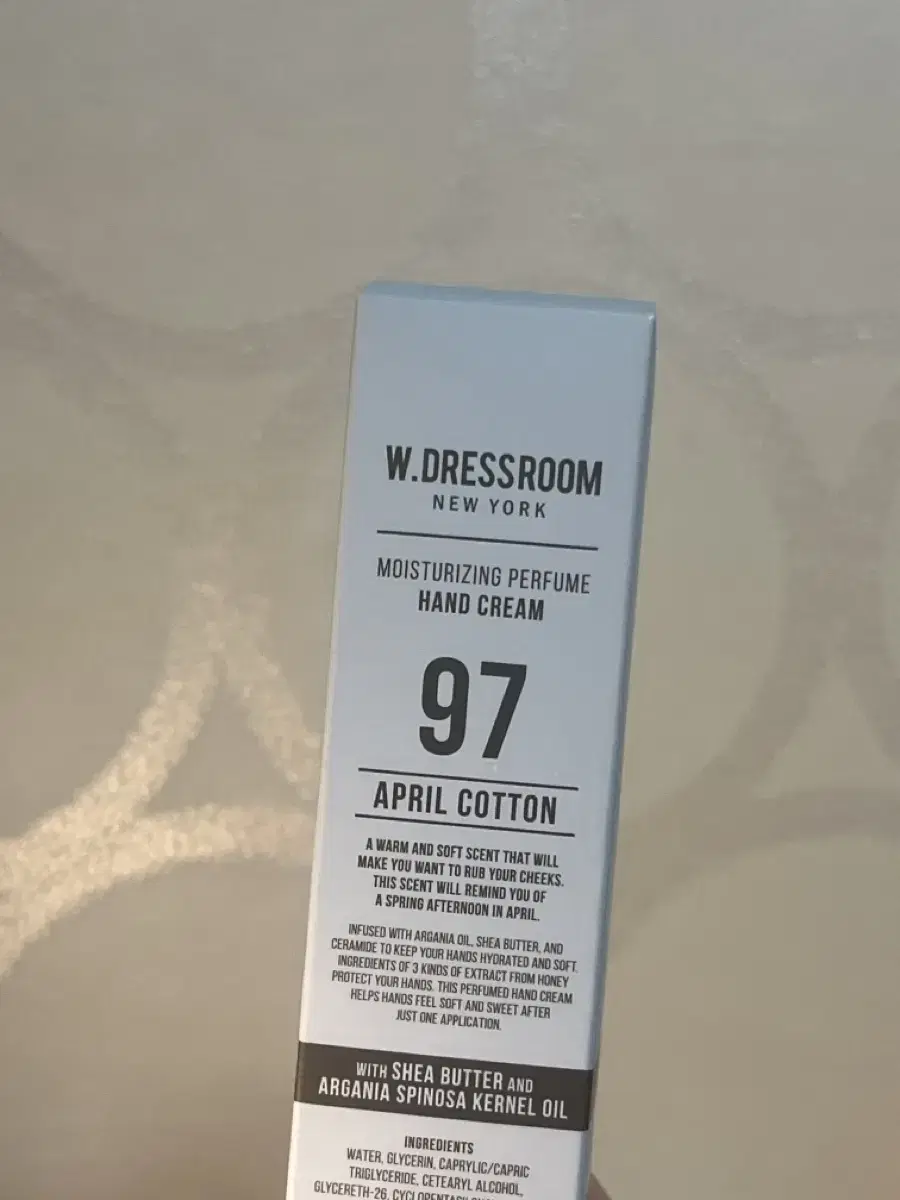 W.DRESSROOM
NEW YORK
MOISTURIZING PERFUME
HAND CREAM
97
APRIL COTTON
A WARM AND SOFT SCENT THAT WILL
MAKE YOU WANT TO RUB YOUR CHEEKS.
THIS SCENT WILL REMIND YOU OF
A SPRING AFTERNOON IN APRIL.
INFUSED WITH ARGANIA OIL, SHEA BUTTER, AND
CERAMIDE TO KEEP YOUR HANDS HYDRATED AND SOFT.
INGREDIENTS OF 3 KINDS OF EXTRACT FROM HONEY
PROTECT YOUR HANDS. THIS PERFUMED HAND CREAM
HELPS HANDS FEEL SOFT AND SWEET AFTER
JUST ONE APPLICATION.
WITH SHEA BUTTER AND
ARGANIA SPINOSA KERNEL OIL
INGREDIENTS
WATER, GLYCERIN, CAPRYLIC/CAPRIC
TRIGLYCERIDE, CETEARYL ALCOHOL,
GLYCERETH-26,